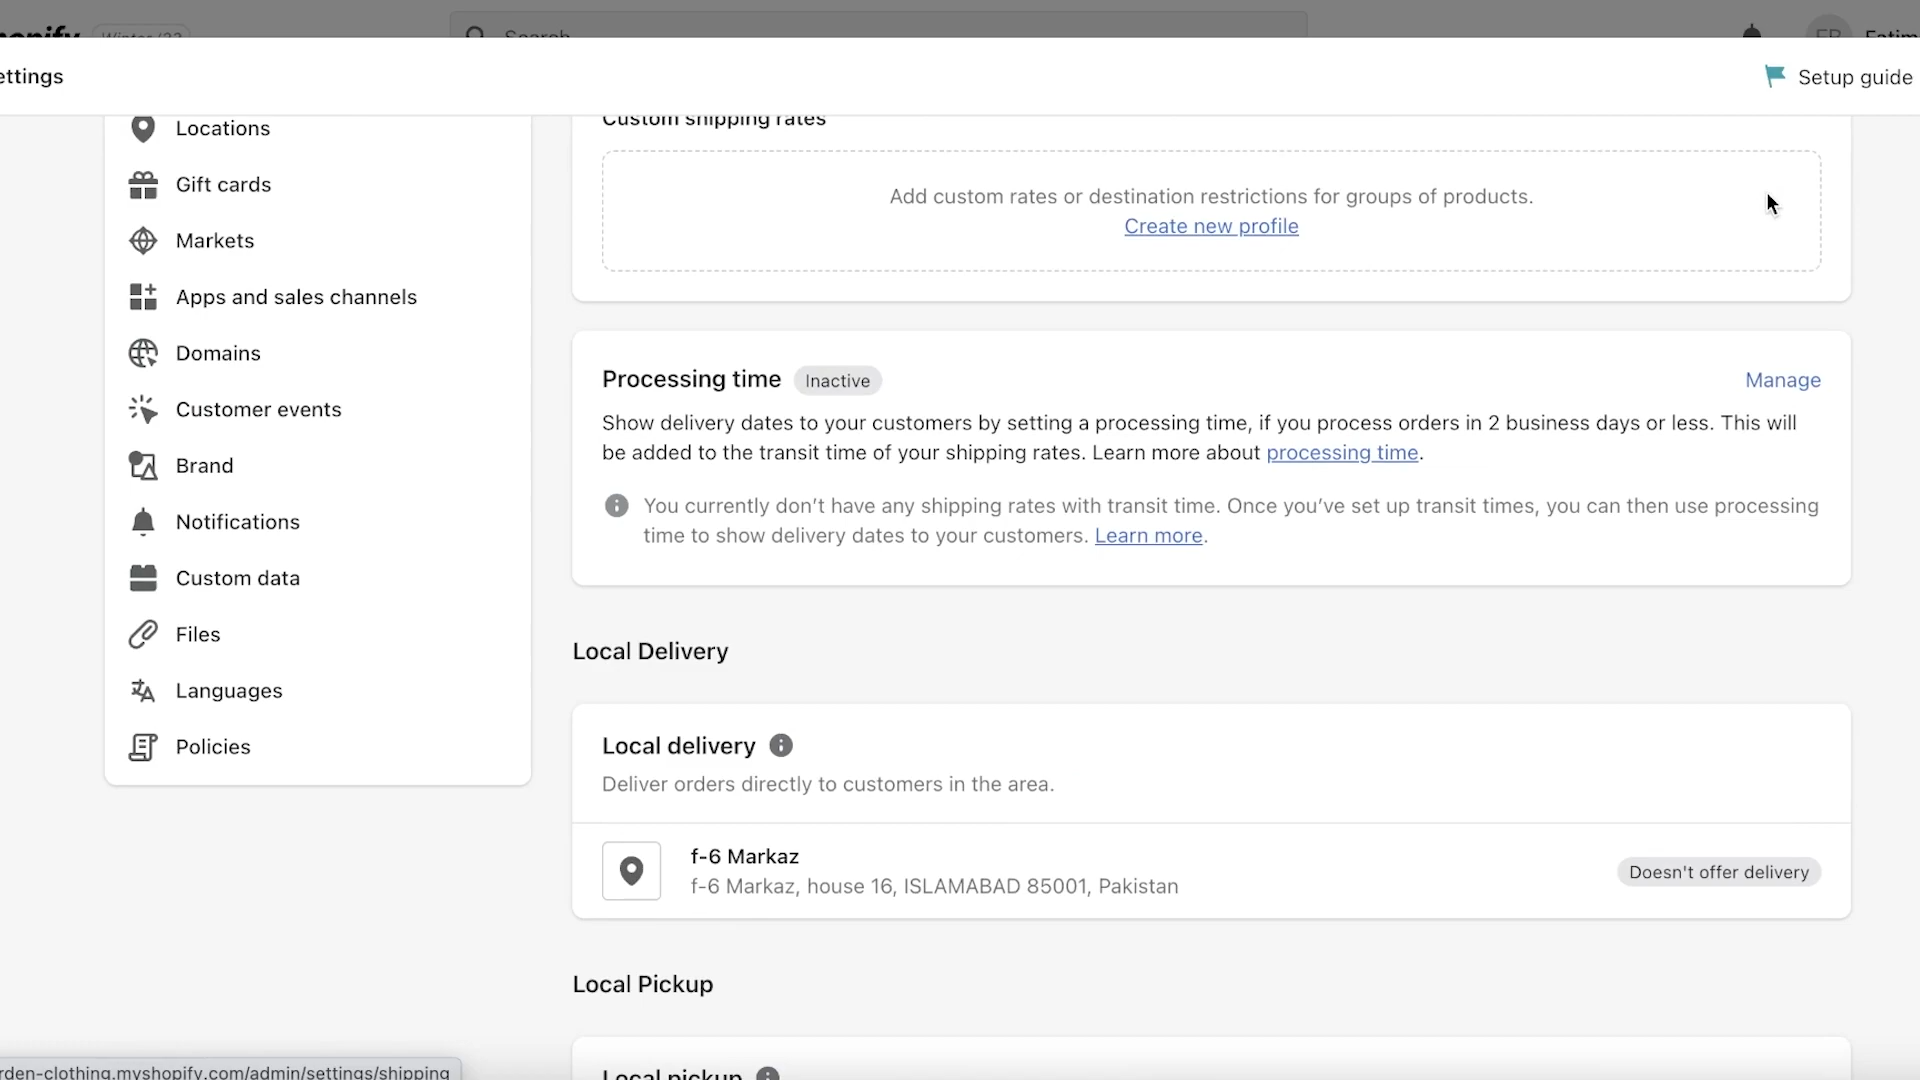 Search
ettings
Setup guide
Locations
Gift cards
Markets
Apps and sales channels
Domains
Customer events
Brand
Notifications
Custom data
Files
Languages
Policies
Custom shipping rates
Add custom rates or destination restrictions for groups of products.
Create new profile
Processing time Inactive
Manage
Show delivery dates to your customers by setting a processing time, if you process orders in 2 business days or less. This will
be added to the transit time of your shipping rates. Learn more about processing time.
You currently don’t have any shipping rates with transit time. Once you’ve set up transit times, you can then use processing
time to show delivery dates to your customers. Learn more.
Local Delivery
Local delivery
Deliver orders directly to customers in the area.
f-6 Markaz
f-6 Markaz, house 16, ISLAMABAD 85001, Pakistan
Doesn't offer delivery
Local Pickup
Local pickup
rden-clothing.myshopify.com/admin/settings/shipping